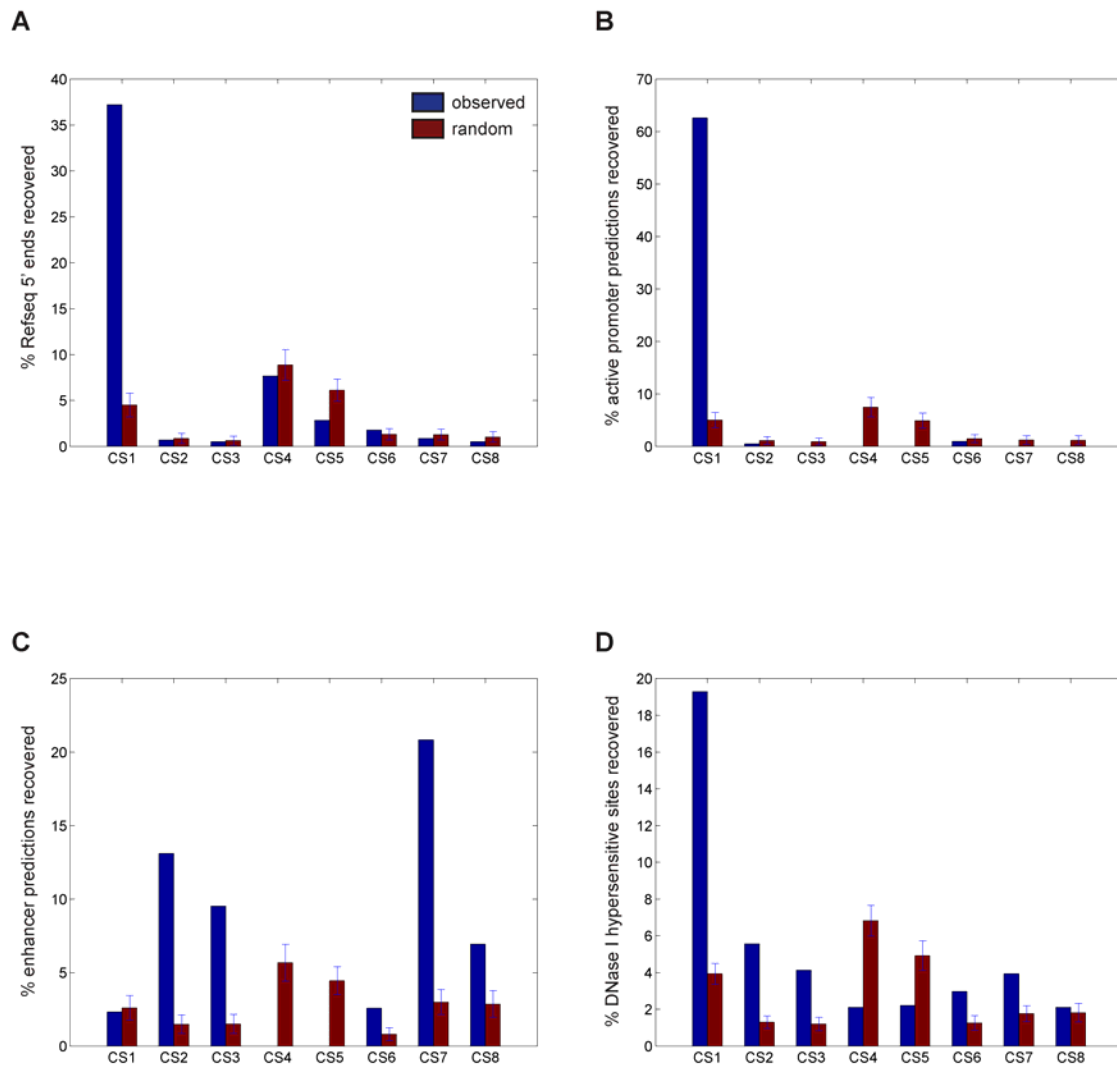 A
% Refseq 5' ends recovered
40
35
30
25
20
15
10
5
0
observed
random
CS1 CS2 CS3 CS4 CS5 CS6 CS7 CS8
B
% active promoter predictions recovered
70
60
50
40
30
20
10
0
CS1 CS2 CS3 CS4 CS5 CS6 CS7 CS8
C
% enhancer predictions recovered
25
20
15
10
5
0
CS1 CS2 CS3 CS4 CS5 CS6 CS7 CS8
D
% DNase I hypersensitive sites recovered
20
18
16
14
12
10
8
6
4
2
0
CS1 CS2 CS3 CS4 CS5 CS6 CS7 CS8